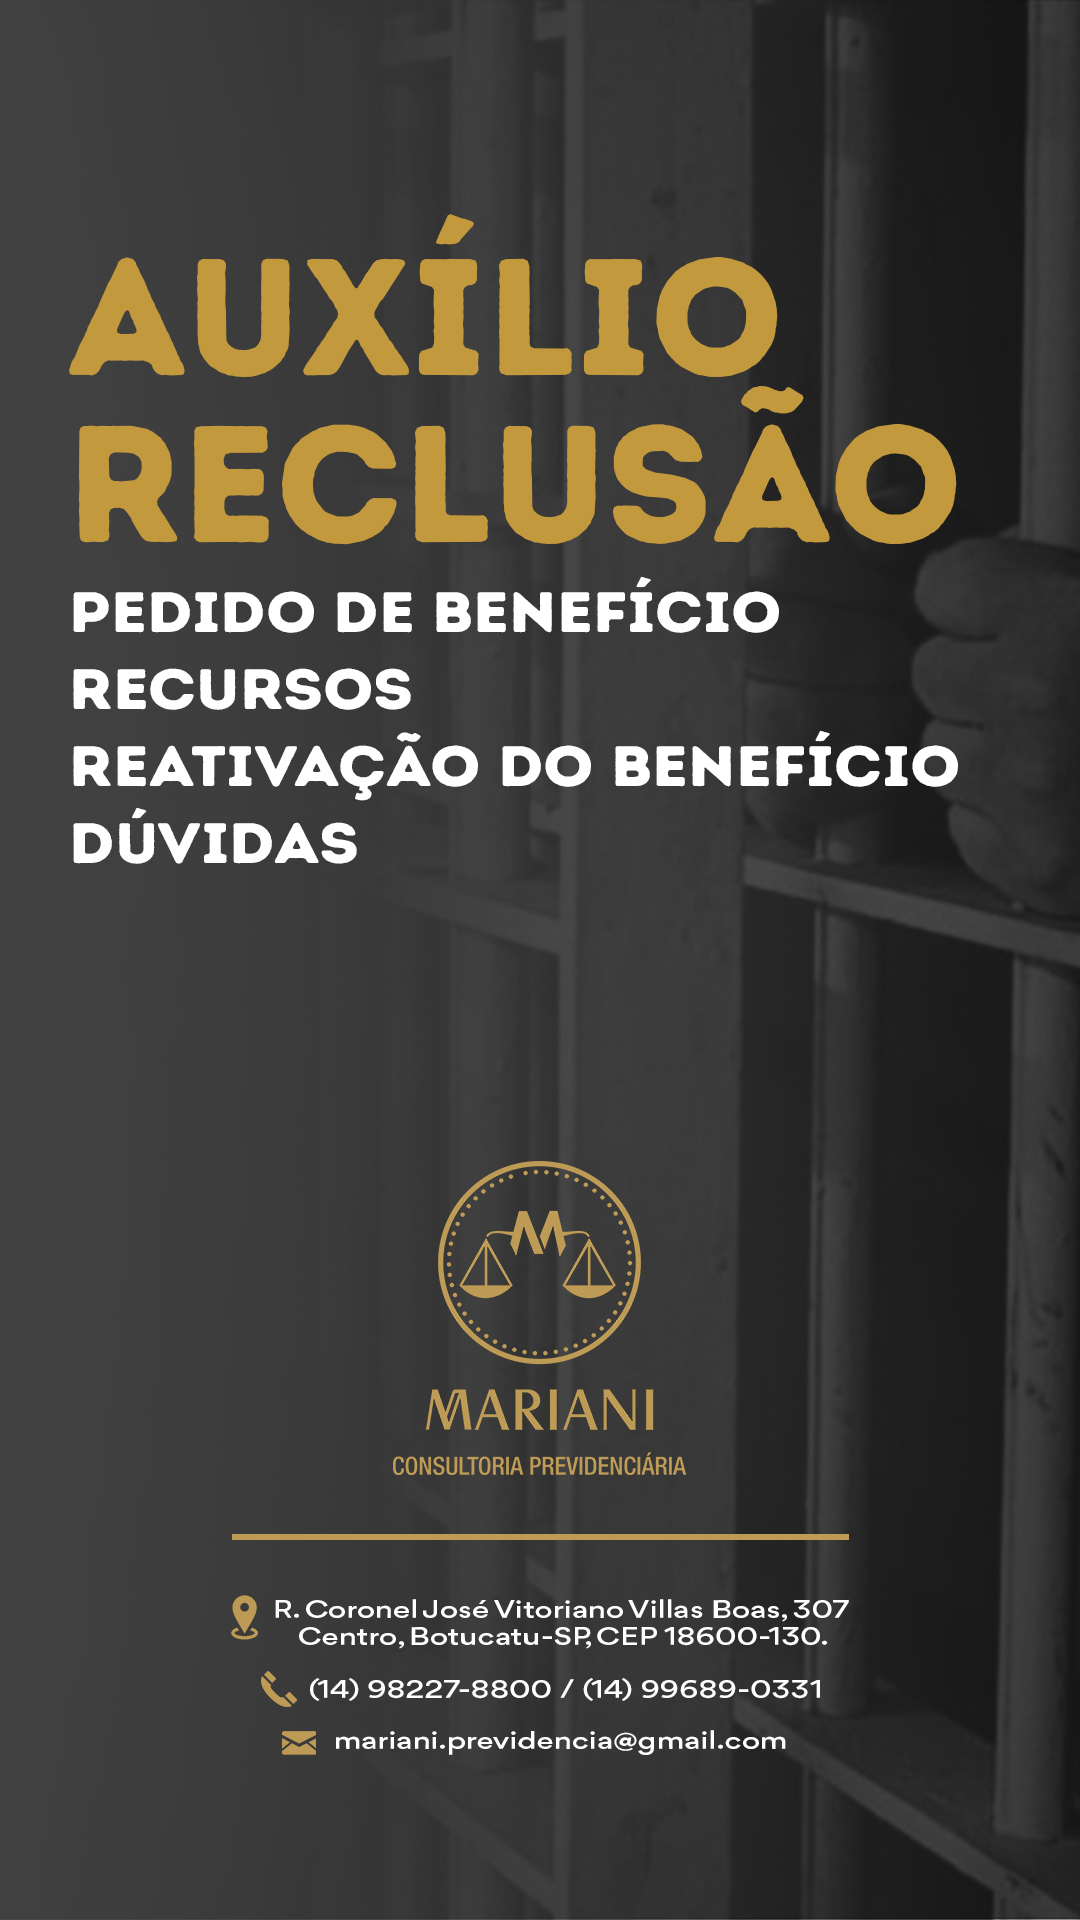 AUXÍLIO
RECLUSÃO
PEDIDO DE BENEFÍCIO
RECURSOS
REATIVAÇÃO DO BENEFÍCIO
DÚVIDAS
M
MARIANI
CONSULTORIA PREVIDENCIÁRIA
R. Coronel José Vitoriano Villas Boas, 307
Centro, Botucatu-SP, CEP 18600-130.
(14) 98227-8800 / (14) 99689-0331
mariani.previdencia@gmail.com